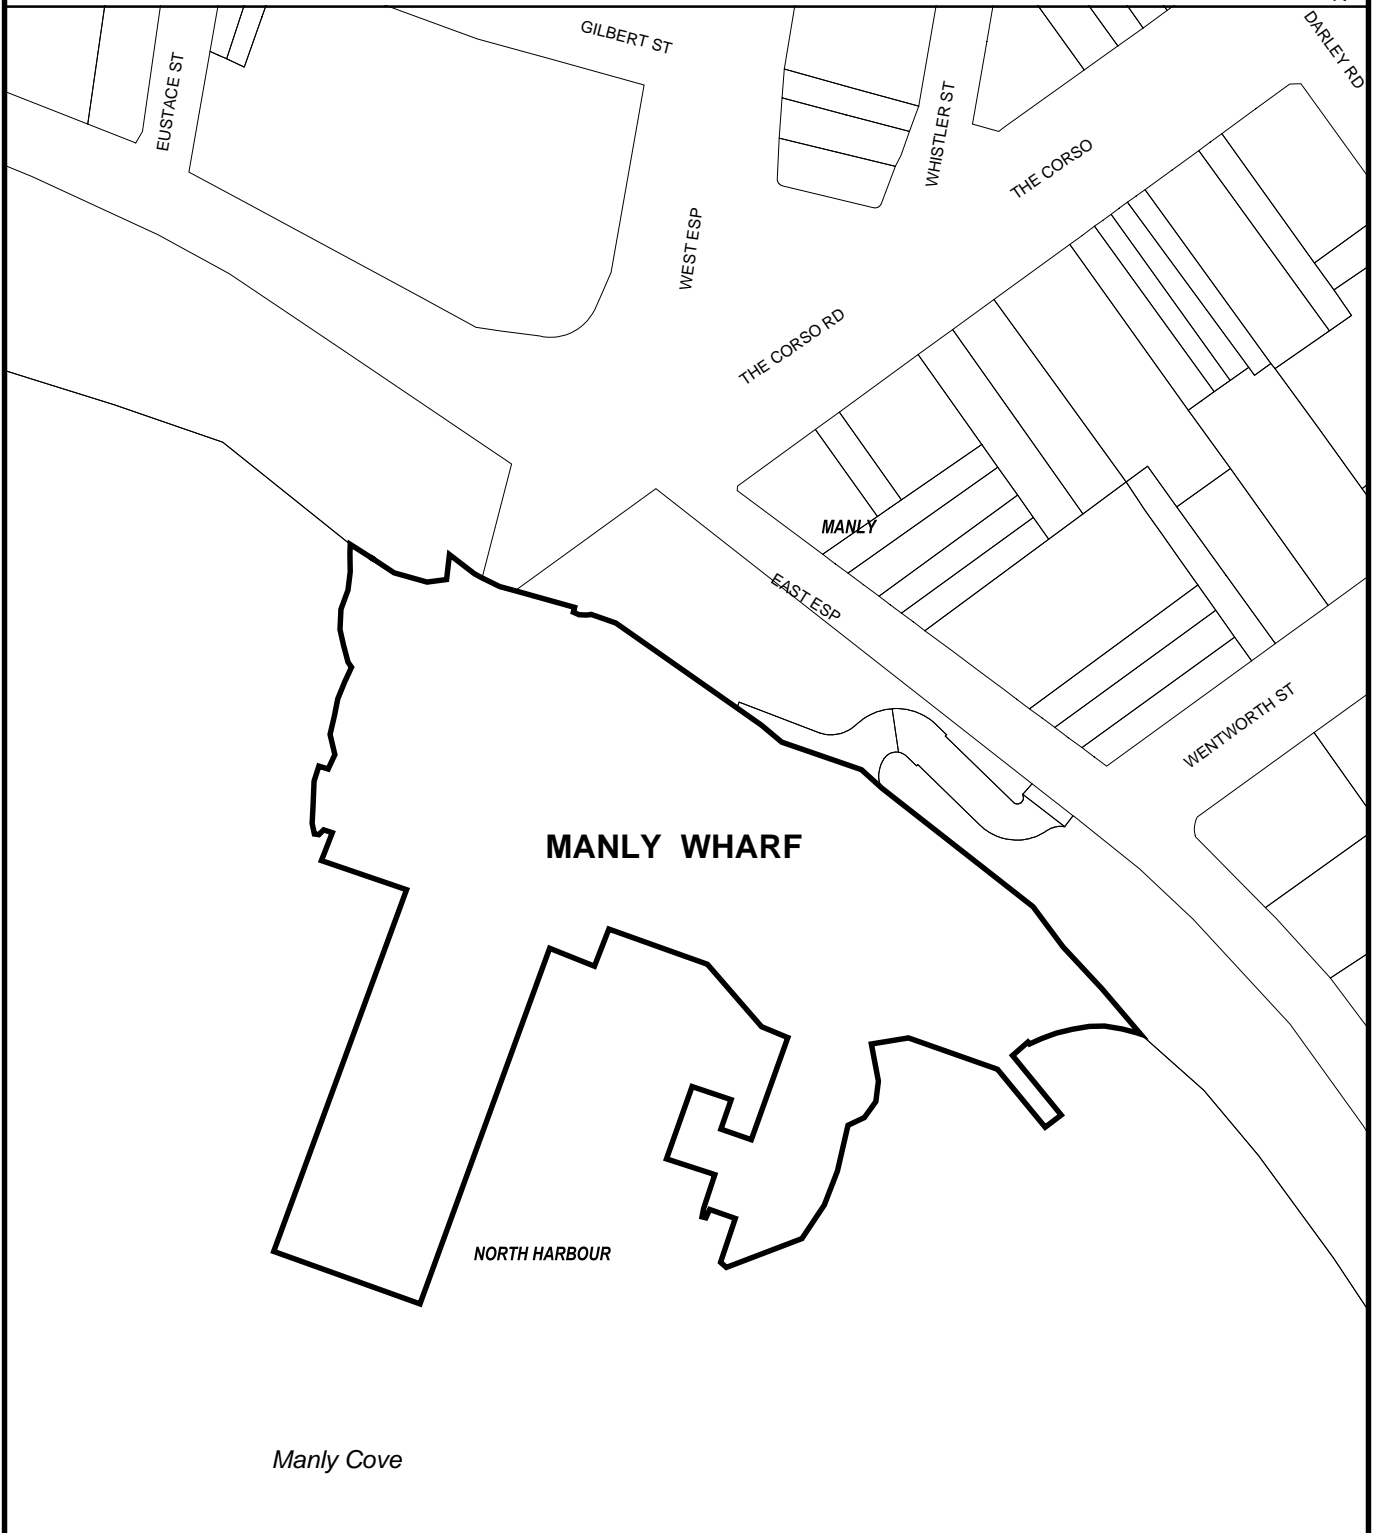 GILBERT ST
DARLEY RD
EUSTACE ST
WHISTLER ST
THE CORSO
WEST ESP
THE CORSO RD
MANLY
EAST ESP
WENTWORTH ST
MANLY WHARF
NORTH HARBOUR
Manly Cove